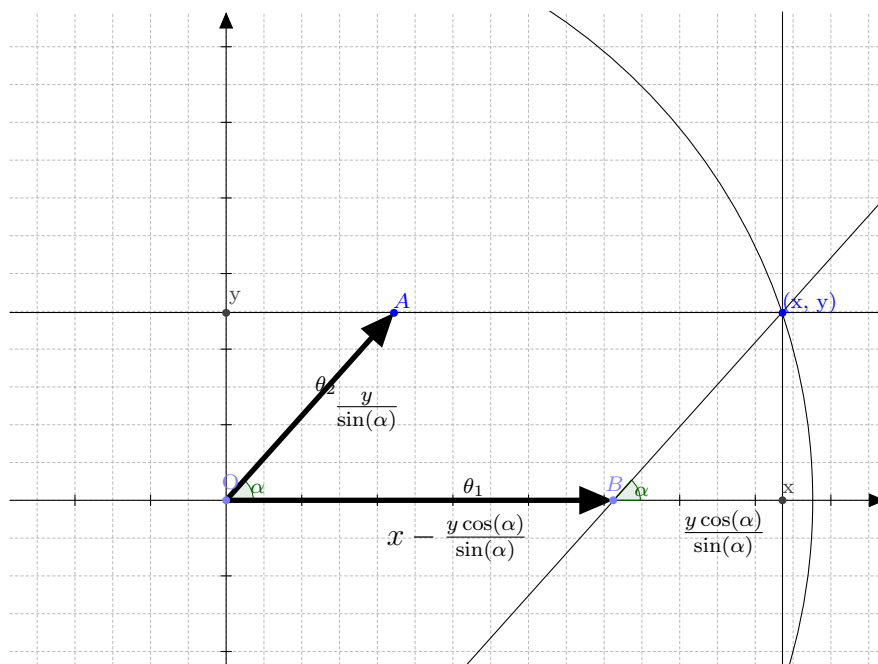 y
A
(x, y)
θ₂
y / sin(α)
O
α
θ₁
B
α
x
x − y cos(α) / sin(α)
y cos(α) / sin(α)